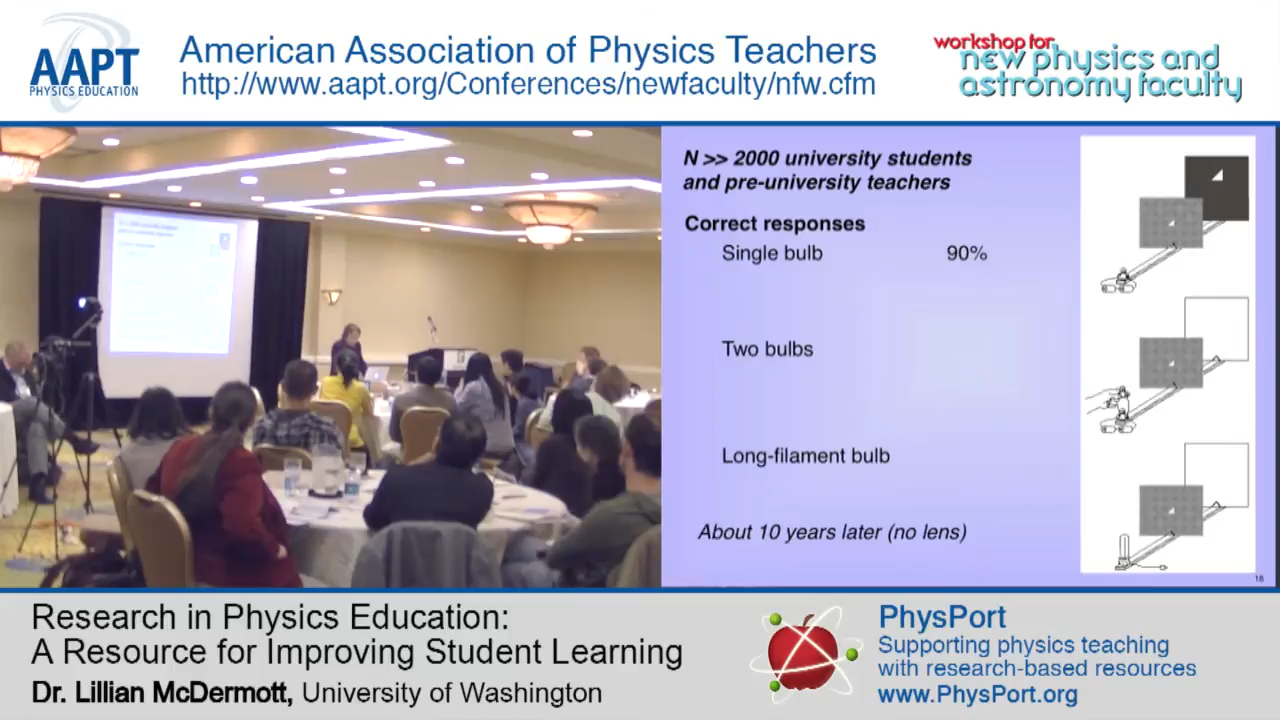 AAPT
PHYSICS EDUCATION
American Association of Physics Teachers
http://www.aapt.org/Conferences/newfaculty/nfw.cfm
workshop for
new physics and
astronomy faculty
N >> 2000 university students
and pre-university teachers
Correct responses
Single bulb 90%
Two bulbs
Long-filament bulb
About 10 years later (no lens)
18
Research in Physics Education:
A Resource for Improving Student Learning
Dr. Lillian McDermott, University of Washington
PhysPort
Supporting physics teaching
with research-based resources
www.PhysPort.org